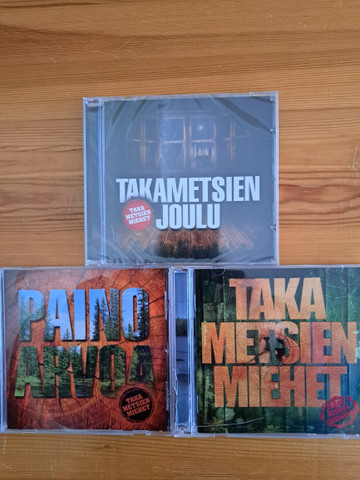 TAKAMETSIEN
JOULU
TAKA
METSIEN
MIEHET
PAINO
ARVOA
TAKA
METSIEN
MIEHET
TAKA
METSIEN
MIEHET